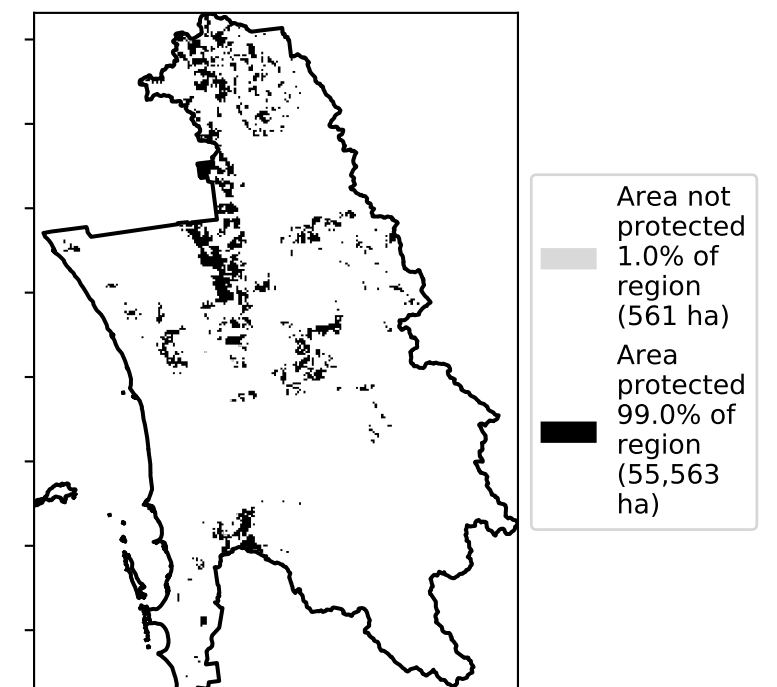 Area not
protected
1.0% of
region
(561 ha)
Area
protected
99.0% of
region
(55,563
ha)